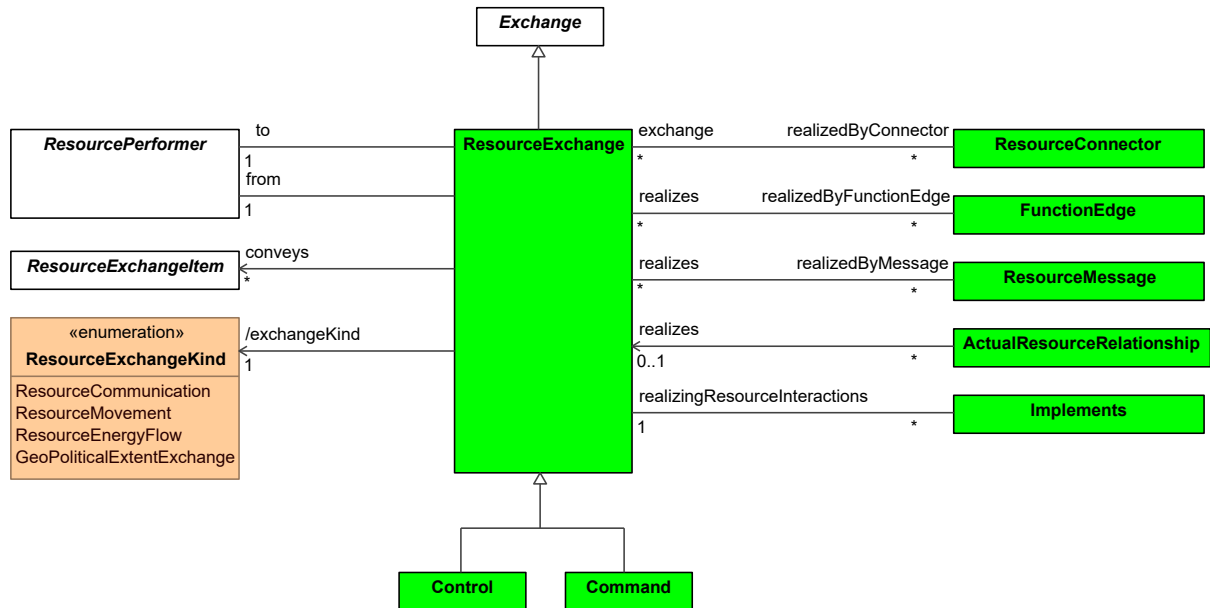 Exchange
ResourcePerformer
to
1
from
1
ResourceExchange
exchange
realizedByConnector
*
*
ResourceConnector
realizes
realizedByFunctionEdge
*
*
FunctionEdge
ResourceExchangeItem
conveys
*
realizes
realizedByMessage
*
*
ResourceMessage
«enumeration»
ResourceExchangeKind
ResourceCommunication
ResourceMovement
ResourceEnergyFlow
GeoPoliticalExtentExchange
/exchangeKind
1
realizes
0..1
*
ActualResourceRelationship
realizingResourceInteractions
1
*
Implements
Control
Command